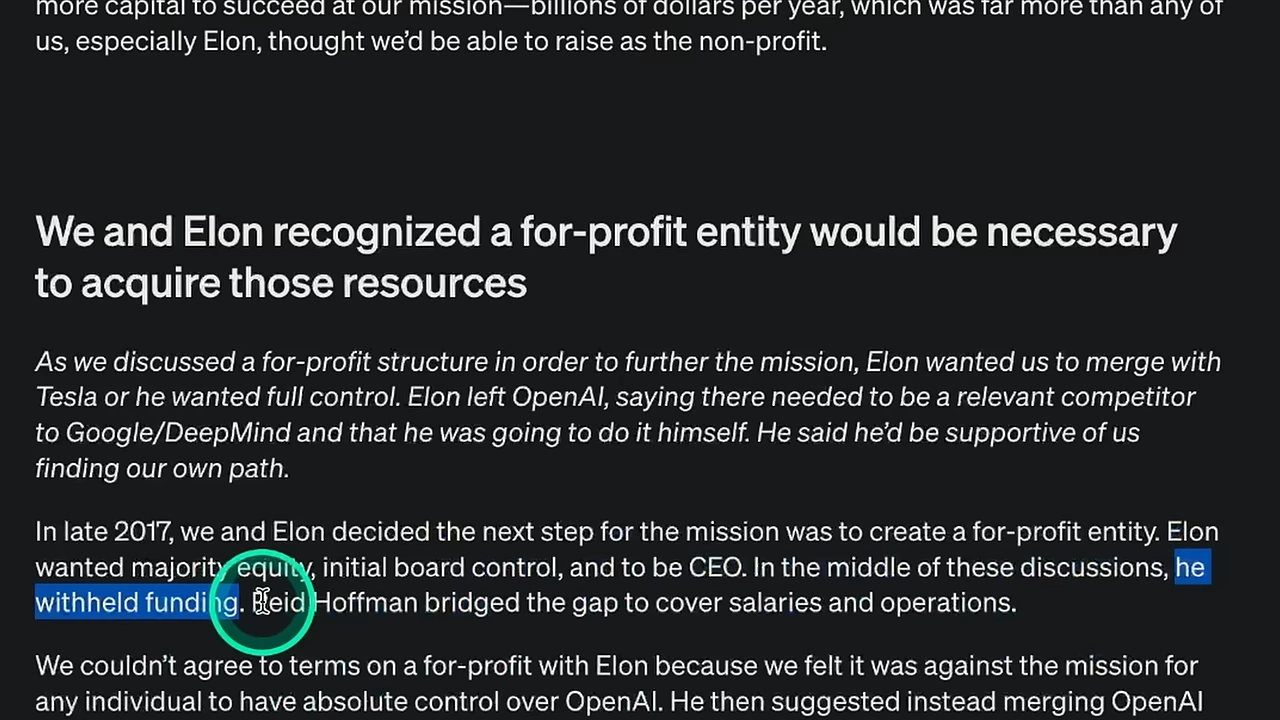 more capital to succeed at our mission—billions of dollars per year, which was far more than any of
us, especially Elon, thought we’d be able to raise as the non-profit.
We and Elon recognized a for-profit entity would be necessary
to acquire those resources
As we discussed a for-profit structure in order to further the mission, Elon wanted us to merge with
Tesla or he wanted full control. Elon left OpenAI, saying there needed to be a relevant competitor
to Google/DeepMind and that he was going to do it himself. He said he’d be supportive of us
finding our own path.
In late 2017, we and Elon decided the next step for the mission was to create a for-profit entity. Elon
wanted majority equity, initial board control, and to be CEO. In the middle of these discussions, he
withheld funding. Reid Hoffman bridged the gap to cover salaries and operations.
We couldn’t agree to terms on a for-profit with Elon because we felt it was against the mission for
any individual to have absolute control over OpenAI. He then suggested instead merging OpenAI